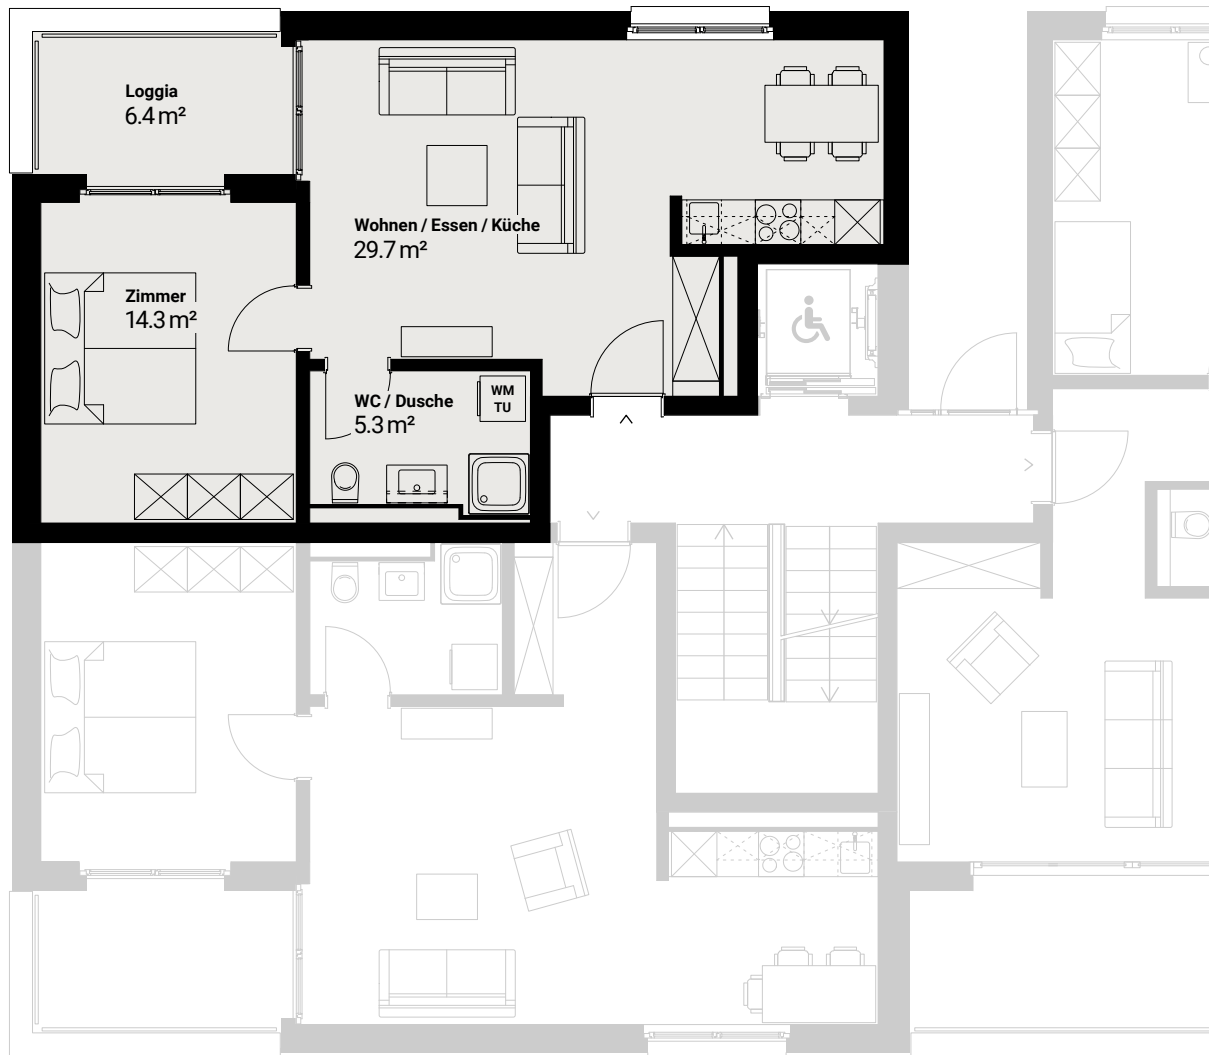 Loggia
6.4 m²
Wohnen / Essen / Küche
29.7 m²
Zimmer
14.3 m²
WC / Dusche
5.3 m²
WM
TU